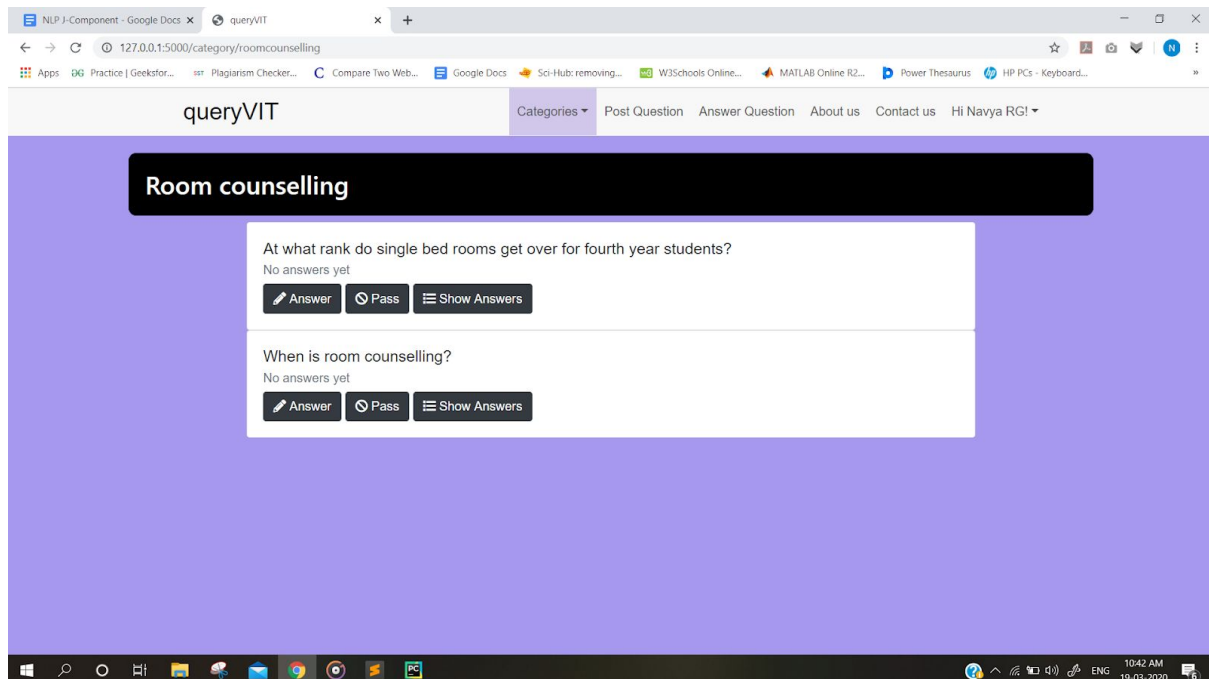 NLP J-Component - Google Docs
queryVIT
127.0.0.1:5000/category/roomcounselling
N
Apps
Practice | Geeksfor...
Plagiarism Checker...
Compare Two Web...
Google Docs
Sci-Hub: removing...
W3Schools Online...
MATLAB Online R2...
Power Thesaurus
HP PCs - Keyboard...
queryVIT
Categories
Post Question
Answer Question
About us
Contact us
Hi Navya RG!
Room counselling
At what rank do single bed rooms get over for fourth year students?
No answers yet
Answer
Pass
Show Answers
When is room counselling?
No answers yet
Answer
Pass
Show Answers
PC
ENG
10:42 AM
19-03-2020
6